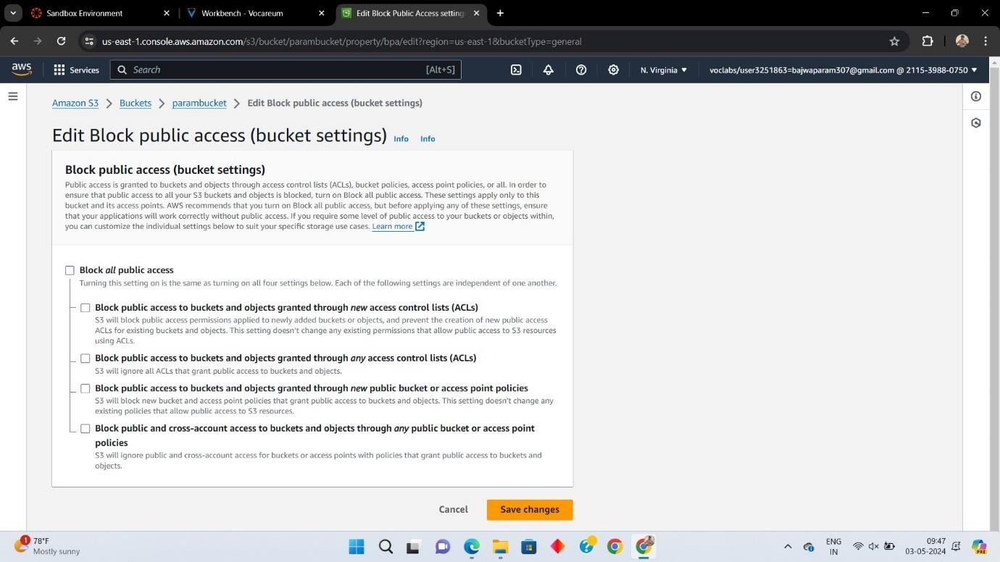 Sandbox Environment
Workbench - Vocareum
Edit Block Public Access setting
us-east-1.console.aws.amazon.com/s3/bucket/parambucket/property/bpa/edit?region=us-east-1&bucketType=general
aws
Services
Search
[Alt+S]
N. Virginia
voclabs/user3251863=bajwaparam307@gmail.com @ 2115-3988-0750
Amazon S3
Buckets
parambucket
Edit Block public access (bucket settings)
Edit Block public access (bucket settings) Info Info
Block public access (bucket settings)
Public access is granted to buckets and objects through access control lists (ACLs), bucket policies, access point policies, or all. In order to
ensure that public access to all your S3 buckets and objects is blocked, turn on Block all public access. These settings apply only to this
bucket and its access points. AWS recommends that you turn on Block all public access, but before applying any of these settings, ensure
that your applications will work correctly without public access. If you require some level of public access to your buckets or objects within,
you can customize the individual settings below to suit your specific storage use cases. Learn more
Block all public access
Turning this setting on is the same as turning on all four settings below. Each of the following settings are independent of one another.
Block public access to buckets and objects granted through new access control lists (ACLs)
S3 will block public access permissions applied to newly added buckets or objects, and prevent the creation of new public access
ACLs for existing buckets and objects. This setting doesn't change any existing permissions that allow public access to S3 resources
using ACLs.
Block public access to buckets and objects granted through any access control lists (ACLs)
S3 will ignore all ACLs that grant public access to buckets and objects.
Block public access to buckets and objects granted through new public bucket or access point policies
S3 will block new bucket and access point policies that grant public access to buckets and objects. This setting doesn't change any
existing policies that allow public access to S3 resources.
Block public and cross-account access to buckets and objects through any public bucket or access point
policies
S3 will ignore public and cross-account access for buckets or access points with policies that grant public access to buckets and
objects.
Cancel
Save changes
1
78°F
Mostly sunny
ENG
IN
09:47
03-05-2024
PRE